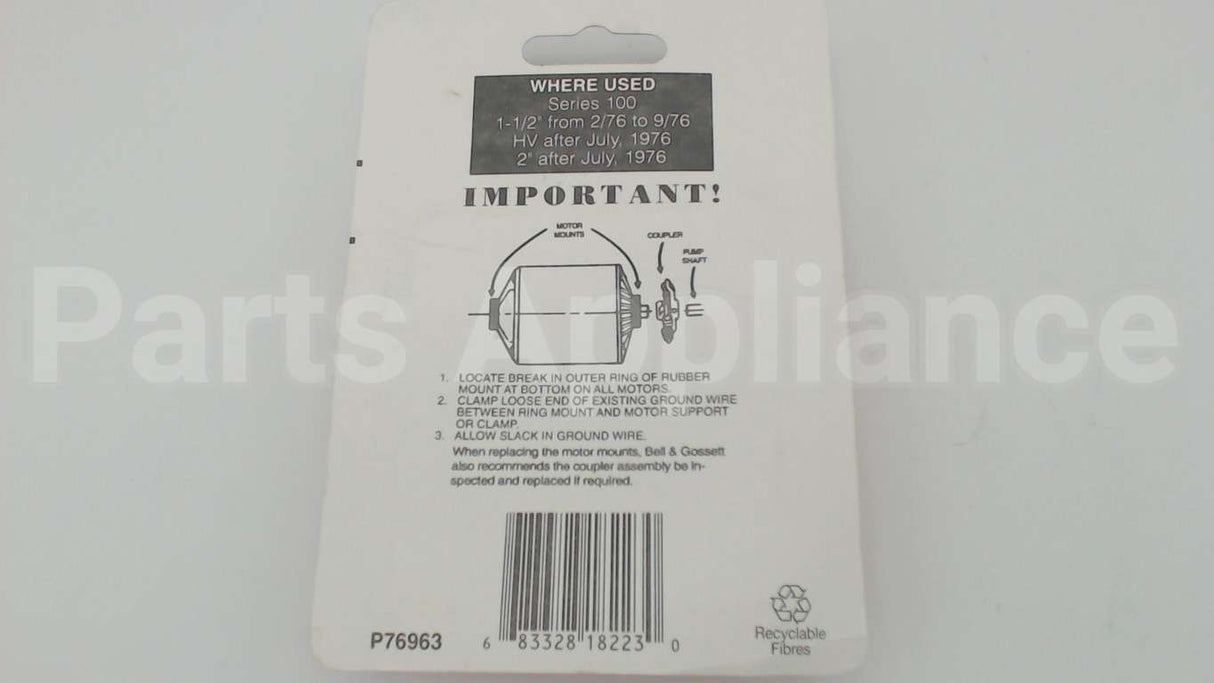 WHERE USED
Series 100
1-1/2" from 2/76 to 9/76
HV after July, 1976
2" after July, 1976
IMPORTANT!
MOTOR
MOUNTS
COUPLER
PUMP
SHAFT
Parts Appliance
1. LOCATE BREAK IN OUTER RING OF RUBBER
MOUNT AT BOTTOM ON ALL MOTORS.
2. CLAMP LOOSE END OF EXISTING GROUND WIRE
BETWEEN RING MOUNT AND MOTOR SUPPORT
OR CLAMP.
3. ALLOW SLACK IN GROUND WIRE.
When replacing the motor mounts, Bell & Gossett
also recommends the coupler assembly be in-
spected and replaced if required.
P76963
6 83328 18223 0
Recyclable
Fibres